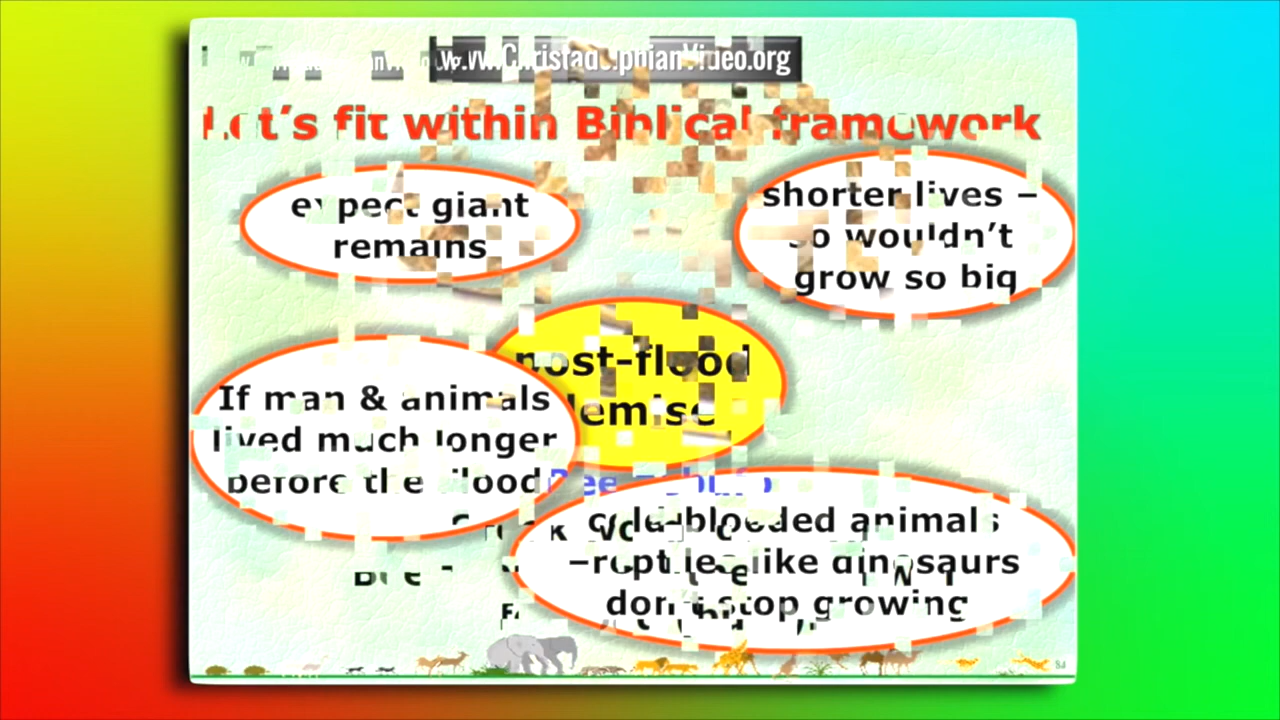 www.ChristadelphianVideo.org
Let's fit within Biblical framework
expect giant
remains
shorter lives –
so wouldn't
grow so big
post-flood
demise
If man & animals
lived much longer
before the flood
cold-blooded animals
–reptiles like dinosaurs
don't stop growing
84